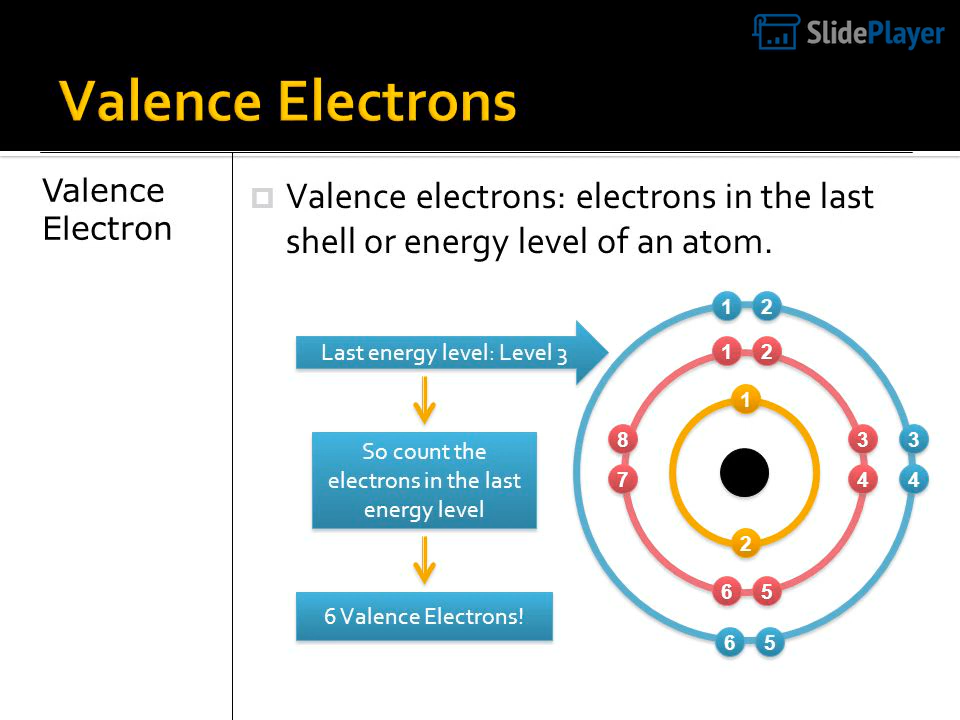 SlidePlayer
Valence Electrons
Valence
Electron
Valence electrons: electrons in the last
shell or energy level of an atom.
Last energy level: Level 3
So count the
electrons in the last
energy level
6 Valence Electrons!
1 2
1 2
1
8 3 3
7 4 4
2
6 5
6 5